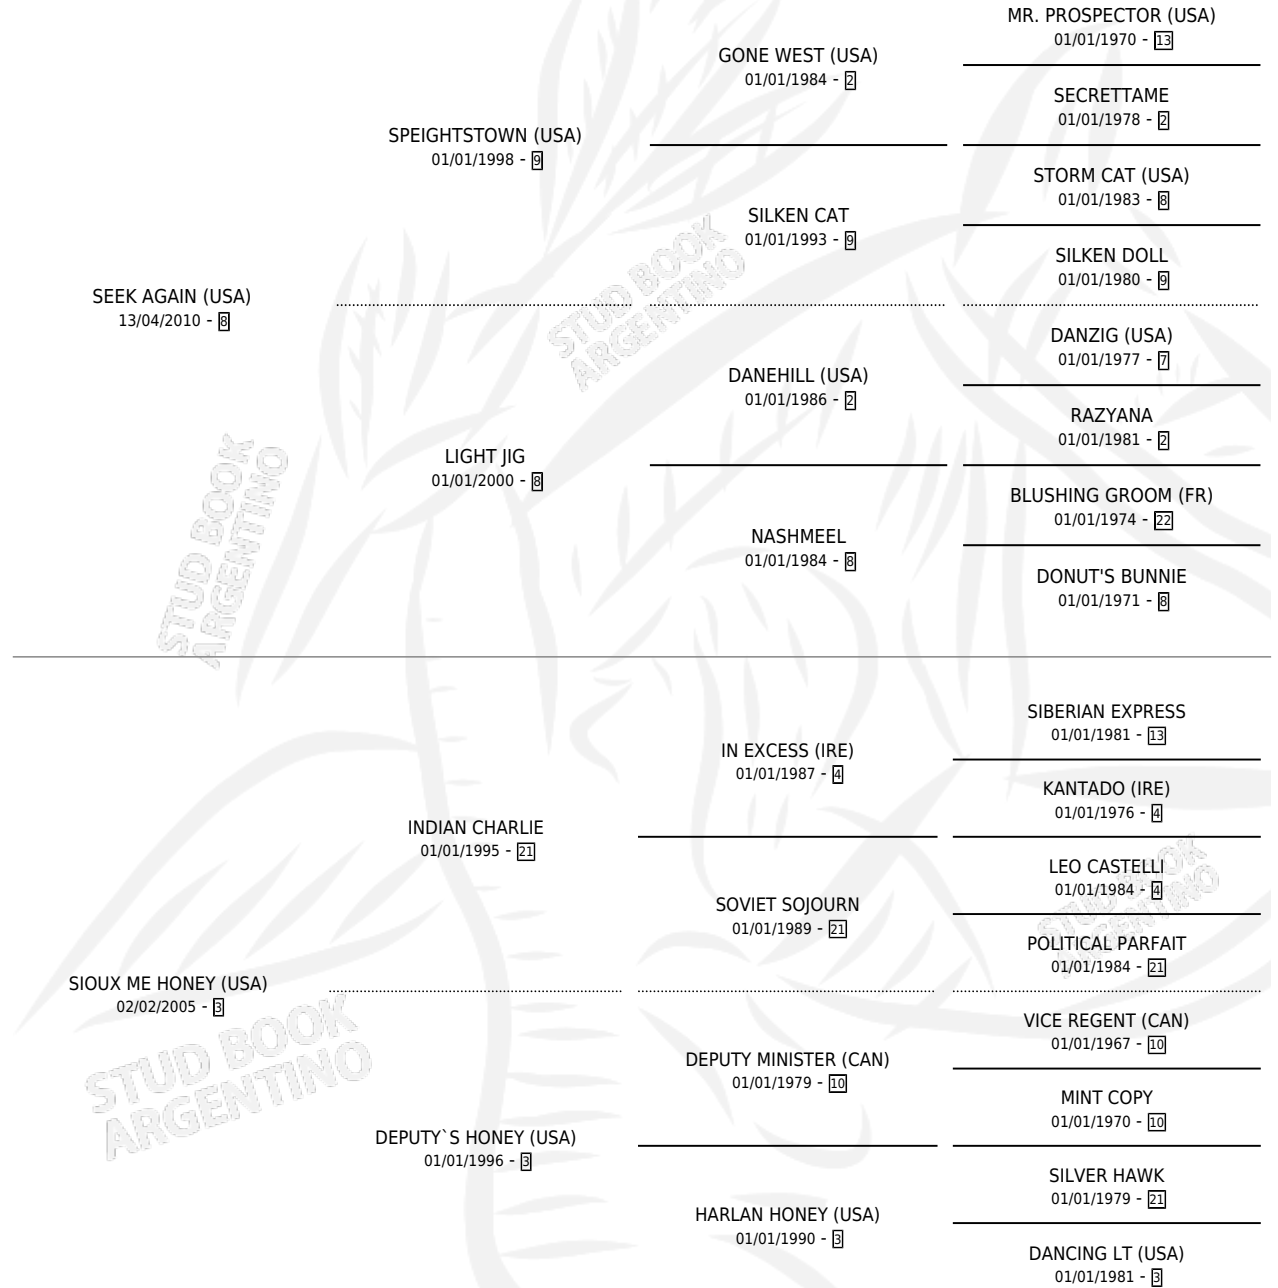 MR. PROSPECTOR (USA)
01/01/1970 - 13
GONE WEST (USA)
01/01/1984 - 2
SECRETTAME
01/01/1978 - 2
SPEIGHTSTOWN (USA)
01/01/1998 - 9
STORM CAT (USA)
01/01/1983 - 8
SILKEN CAT
01/01/1993 - 9
SILKEN DOLL
01/01/1980 - 9
SEEK AGAIN (USA)
13/04/2010 - 8
DANZIG (USA)
01/01/1977 - 7
DANEHILL (USA)
01/01/1986 - 2
RAZYANA
01/01/1981 - 2
LIGHT JIG
01/01/2000 - 8
BLUSHING GROOM (FR)
01/01/1974 - 22
NASHMEEL
01/01/1984 - 8
DONUT'S BUNNIE
01/01/1971 - 8
SIBERIAN EXPRESS
01/01/1981 - 13
IN EXCESS (IRE)
01/01/1987 - 4
KANTADO (IRE)
01/01/1976 - 4
INDIAN CHARLIE
01/01/1995 - 21
LEO CASTELLI
01/01/1984 - 4
SOVIET SOJOURN
01/01/1989 - 21
POLITICAL PARFAIT
01/01/1984 - 21
SIOUX ME HONEY (USA)
02/02/2005 - 3
VICE REGENT (CAN)
01/01/1967 - 10
DEPUTY MINISTER (CAN)
01/01/1979 - 10
MINT COPY
01/01/1970 - 10
DEPUTY`S HONEY (USA)
01/01/1996 - 3
SILVER HAWK
01/01/1979 - 21
HARLAN HONEY (USA)
01/01/1990 - 3
DANCING LT (USA)
01/01/1981 - 3
STUD BOOK
ARGENTINO
STUD BOOK
ARGENTINO
STUD BOOK
ARGENTINO
STUD BOOK
ARGENTINO